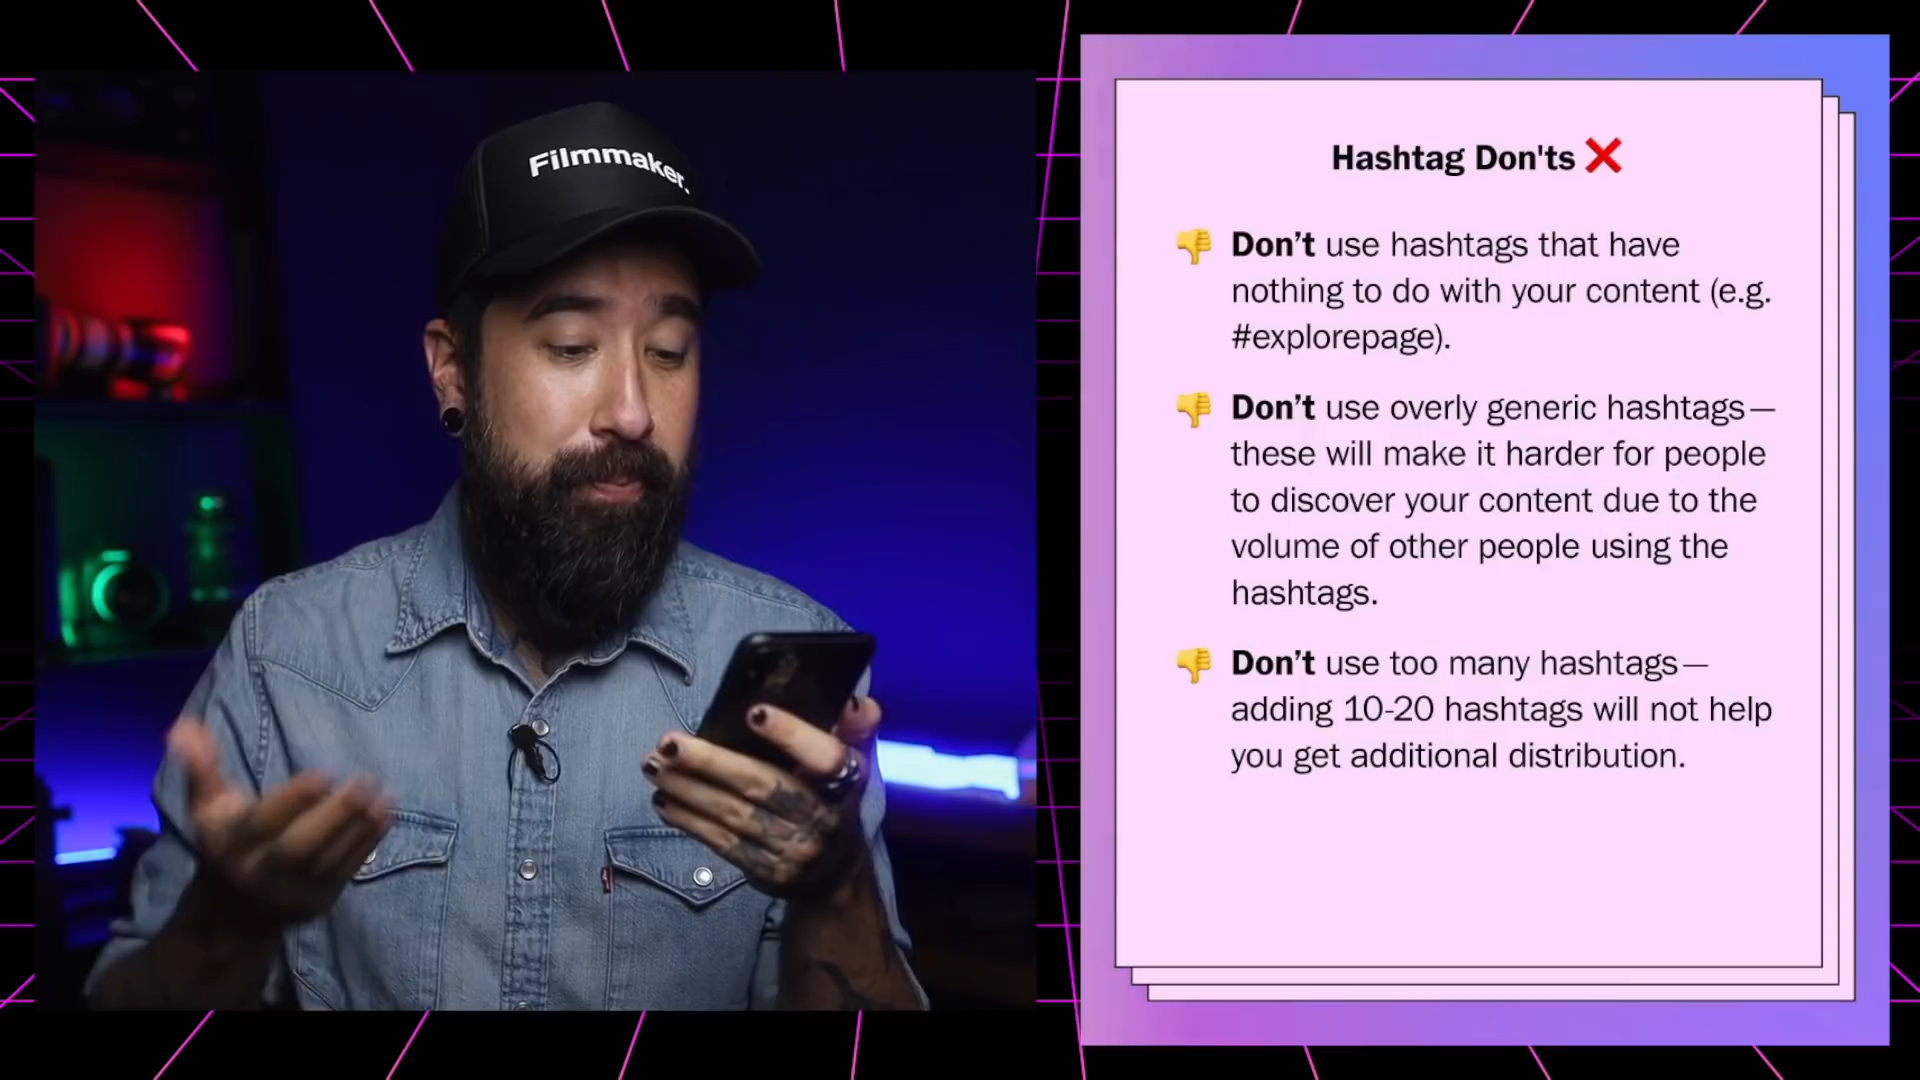 Filmmaker.
Hashtag Don'ts ❌
👎 Don’t use hashtags that have
nothing to do with your content (e.g.
#explorepage).
👎 Don’t use overly generic hashtags—
these will make it harder for people
to discover your content due to the
volume of other people using the
hashtags.
👎 Don’t use too many hashtags—
adding 10-20 hashtags will not help
you get additional distribution.